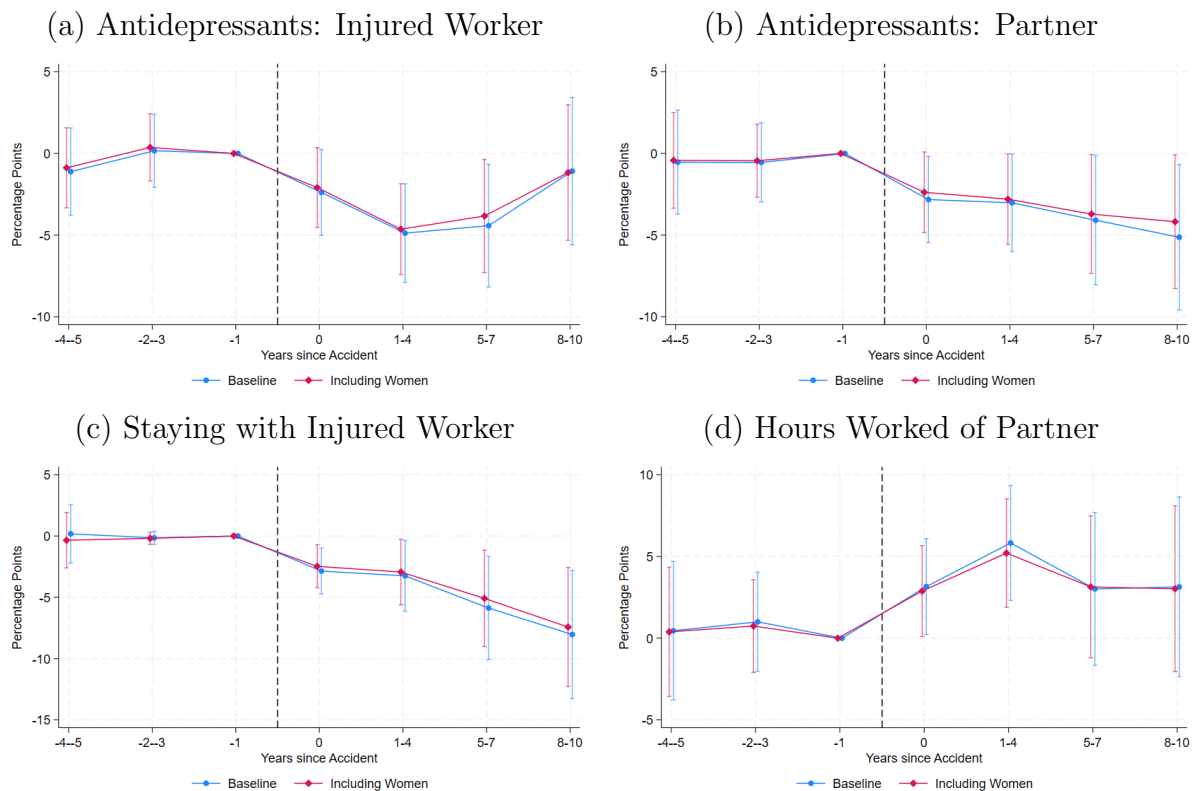 (a) Antidepressants: Injured Worker
5
0
-5
-10
Percentage Points
-4--5 -2--3 -1 0 1-4 5-7 8-10
Years since Accident
Baseline Including Women
(b) Antidepressants: Partner
5
0
-5
-10
Percentage Points
-4--5 -2--3 -1 0 1-4 5-7 8-10
Years since Accident
Baseline Including Women
(c) Staying with Injured Worker
5
0
-5
-10
-15
Percentage Points
-4--5 -2--3 -1 0 1-4 5-7 8-10
Years since Accident
Baseline Including Women
(d) Hours Worked of Partner
10
5
0
-5
Percentage Points
-4--5 -2--3 -1 0 1-4 5-7 8-10
Years since Accident
Baseline Including Women